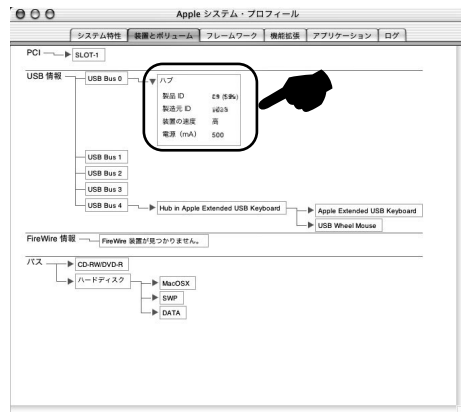 Apple システム・プロフィール
システム特性 装置とボリューム フレームワーク 機能拡張 アプリケーション ログ
PCI SLOT-1
USB 情報 USB Bus 0 ハブ
製品 ID
製造元 ID
装置の速度 高
電源（mA） 500
USB Bus 1
USB Bus 2
USB Bus 3
USB Bus 4 Hub in Apple Extended USB Keyboard Apple Extended USB Keyboard
USB Wheel Mouse
FireWire 情報 FireWire 装置が見つかりません。
バス CD-RW/DVD-R
ハードディスク MacOSX
SWP
DATA